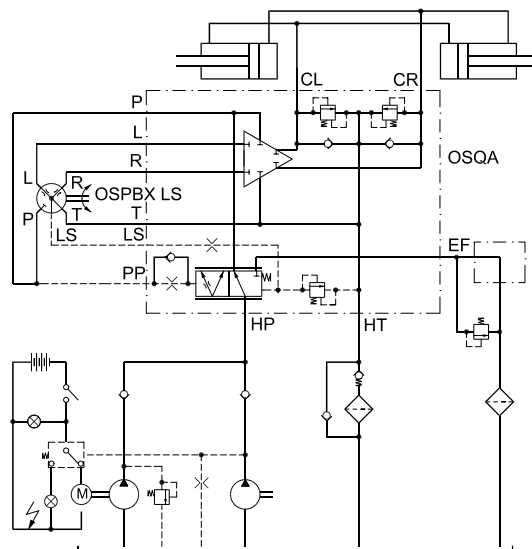 CL CR
P
L
OSQA
R
L R OSPBX LS
P T T
LS LS
EF
PP
HP HT
M